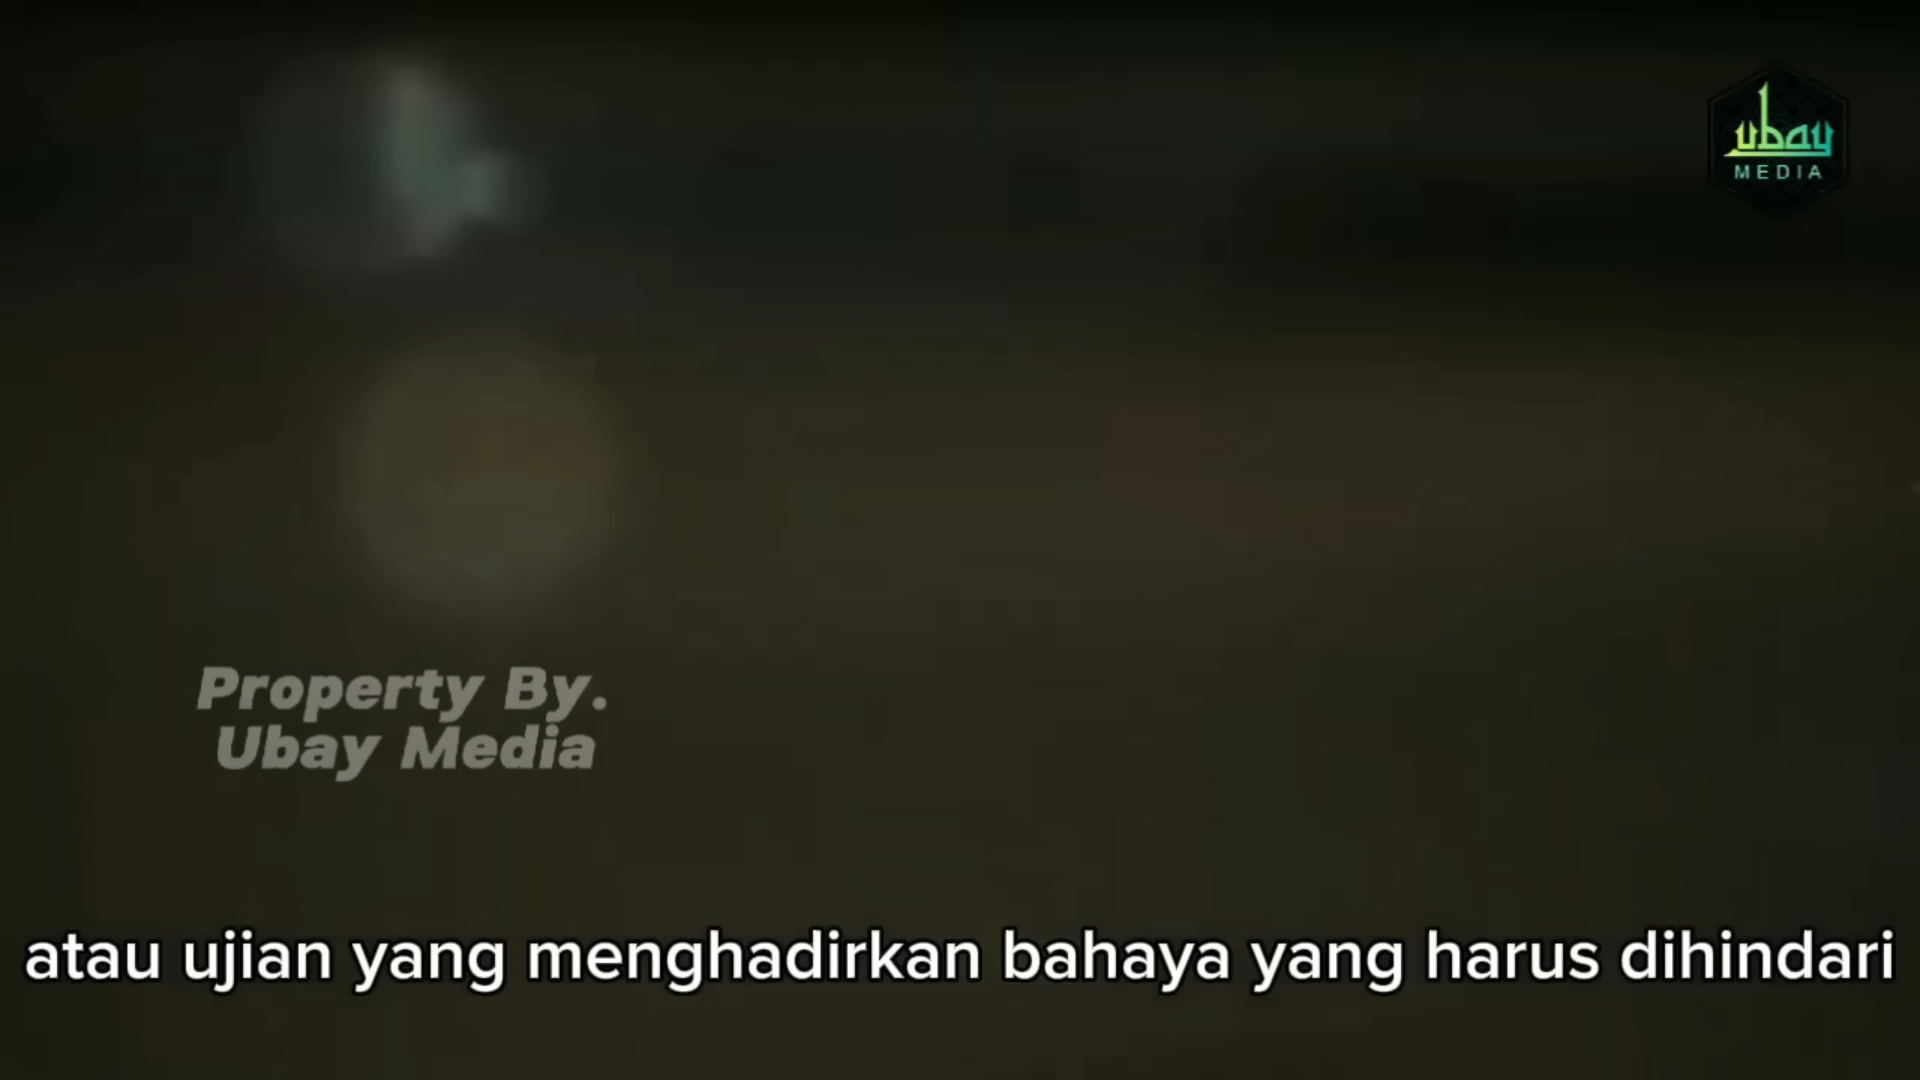 ubay
MEDIA
Property By.
Ubay Media
atau ujian yang menghadirkan bahaya yang harus dihindari